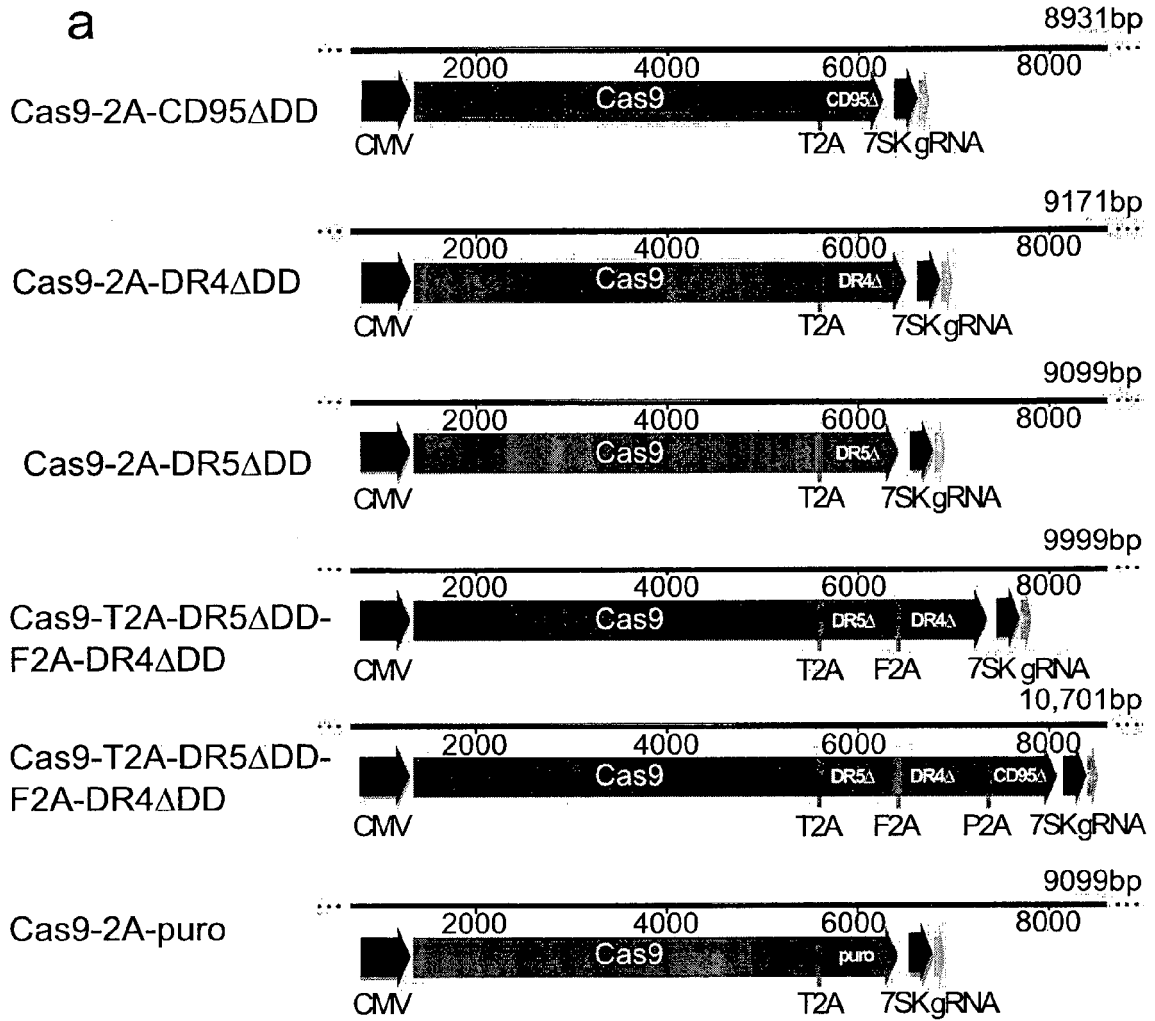 a
8931bp
2000 4000 6000 8000
Cas9-2A-CD95ΔDD
Cas9 CD95Δ
CMV T2A 7SK gRNA
9171bp
2000 4000 6000 8000
Cas9-2A-DR4ΔDD
Cas9 DR4Δ
CMV T2A 7SK gRNA
9099bp
2000 4000 6000 8000
Cas9-2A-DR5ΔDD
Cas9 DR5Δ
CMV T2A 7SK gRNA
9999bp
2000 4000 6000 8000
Cas9-T2A-DR5ΔDD-
F2A-DR4ΔDD
Cas9 DR5Δ DR4Δ
CMV T2A F2A 7SK gRNA
10,701bp
2000 4000 6000 8000
Cas9-T2A-DR5ΔDD-
F2A-DR4ΔDD
Cas9 DR5Δ DR4Δ CD95Δ
CMV T2A F2A P2A 7SK gRNA
9099bp
2000 4000 6000 8000
Cas9-2A-puro
Cas9 puro
CMV T2A 7SK gRNA